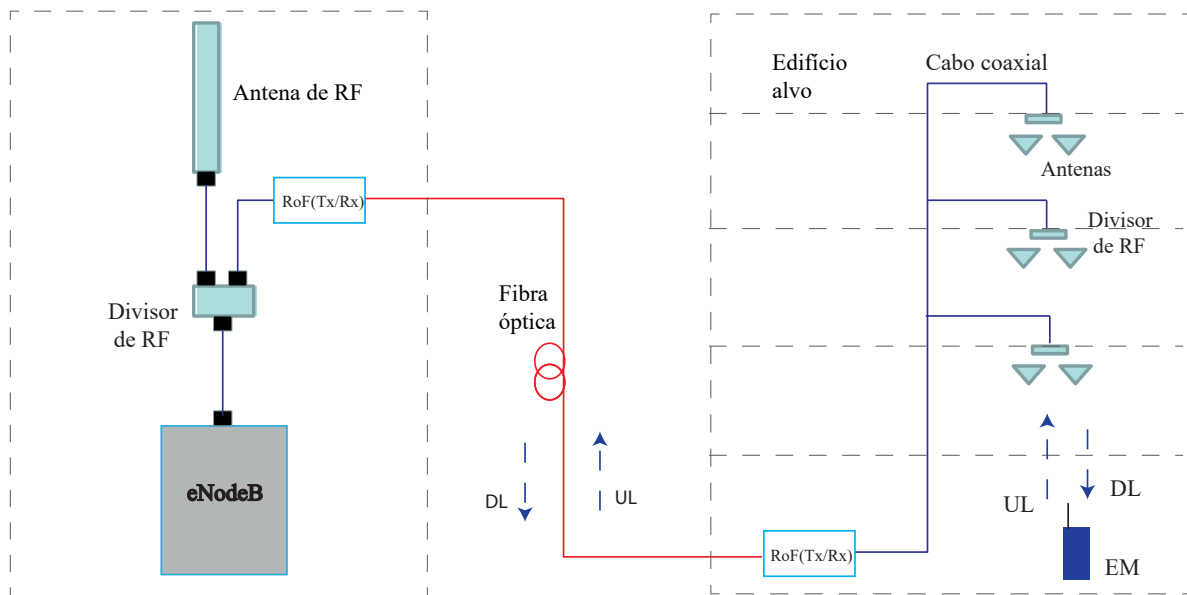 Antena de RF
RoF(Tx/Rx)
Divisor
de RF
eNodeB
Fibra
óptica
DL
UL
RoF(Tx/Rx)
Edifício
alvo
Cabo coaxial
Antenas
Divisor
de RF
UL
DL
EM